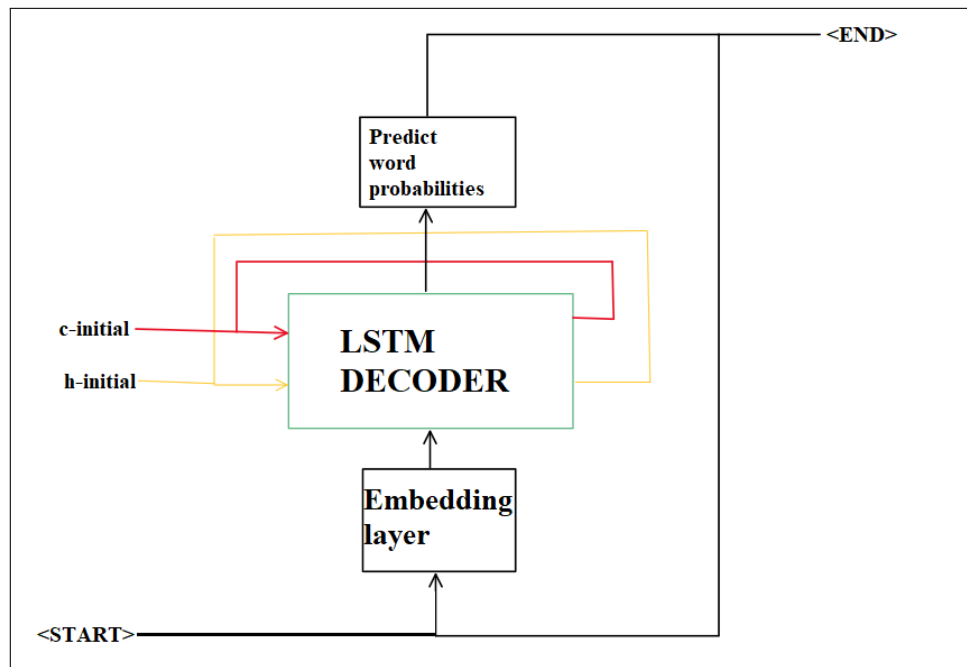 <END>
Predict
word
probabilities
c-initial
h-initial
LSTM
DECODER
Embedding
layer
<START>